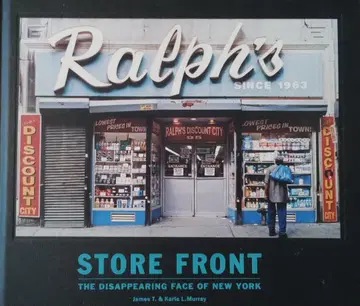 Ralph's
SINCE 1963
LOWEST PRICES IN TOWN!
RALPH'S DISCOUNT CITY
LOWEST PRICES IN TOWN!
DISCOUNT
CITY
DISCOUNT
CITY
STORE FRONT
THE DISAPPEARING FACE OF NEW YORK
James T. & Karla L. Murray